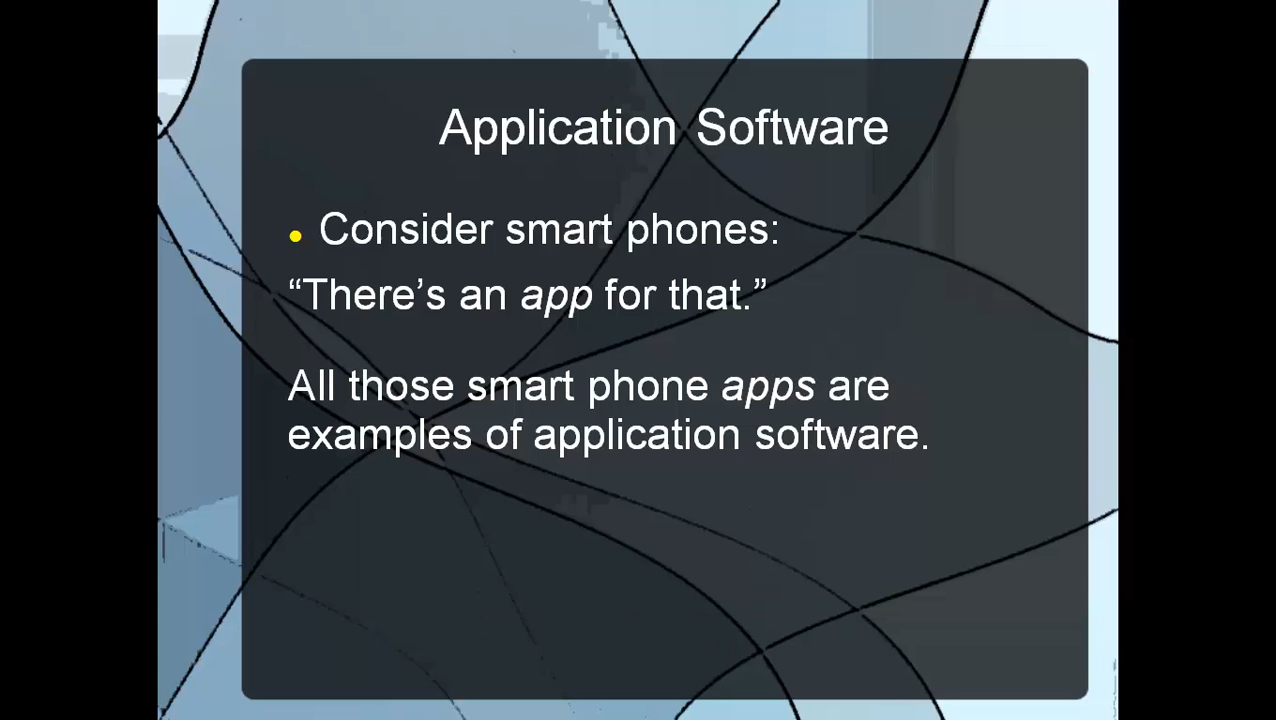 Application Software
• Consider smart phones:
“There’s an app for that.”
All those smart phone apps are
examples of application software.